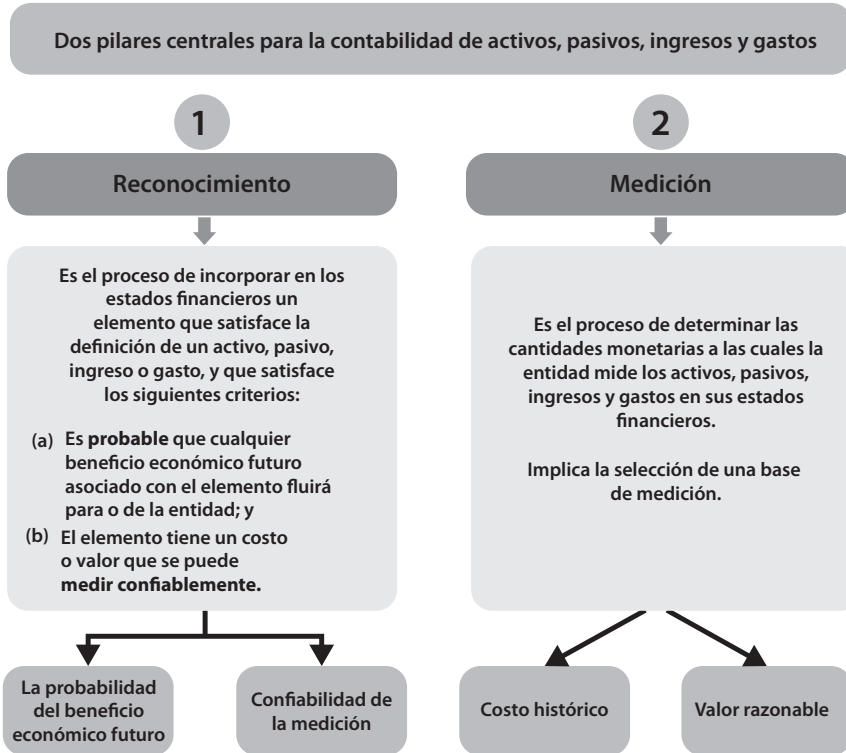 Dos pilares centrales para la contabilidad de activos, pasivos, ingresos y gastos
1
Reconocimiento
Es el proceso de incorporar en los
estados financieros un
elemento que satisface la
definición de un activo, pasivo,
ingreso o gasto, y que satisface
los siguientes criterios:
(a) Es probable que cualquier
beneficio económico futuro
asociado con el elemento fluirá
para o de la entidad; y
(b) El elemento tiene un costo
o valor que se puede
medir confiablemente.
La probabilidad
del beneficio
económico futuro
Confiabilidad de
la medición
2
Medición
Es el proceso de determinar las
cantidades monetarias a las cuales la
entidad mide los activos, pasivos,
ingresos y gastos en sus estados
financieros.
Implica la selección de una base
de medición.
Costo histórico
Valor razonable